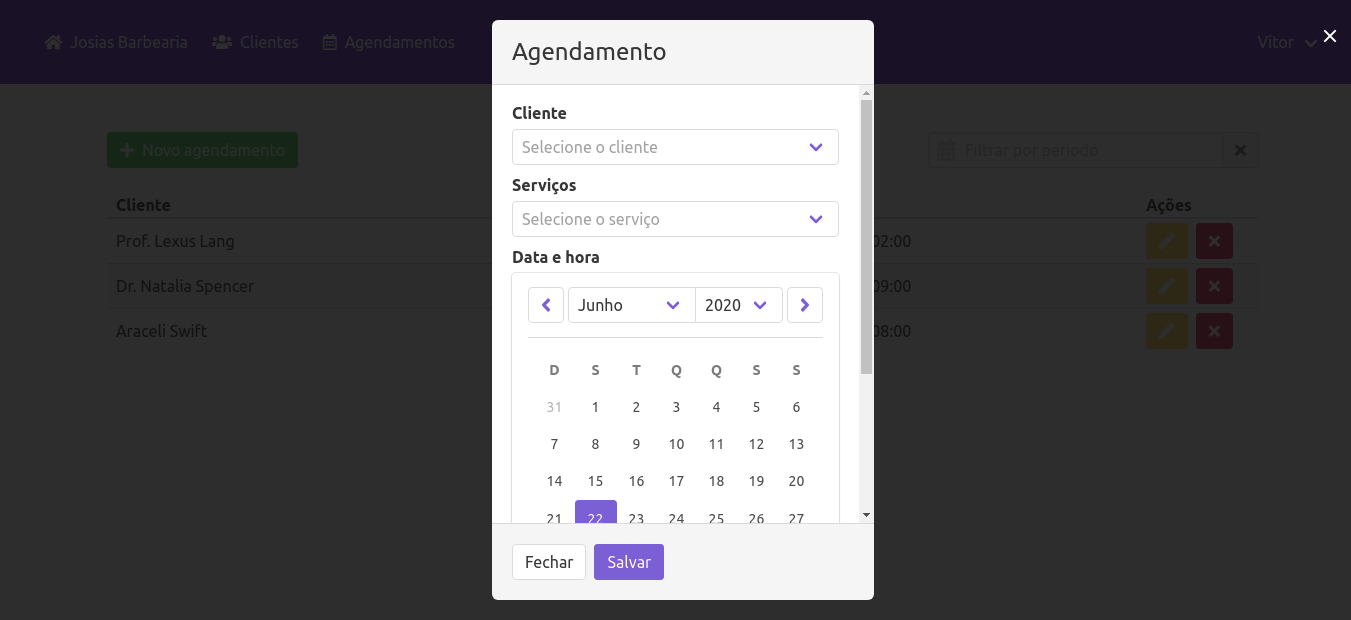 Josias Barbearia Clientes Agendamentos Vitor
Agendamento
Cliente
Selecione o cliente
Serviços
Selecione o serviço
Data e hora
Junho 2020
D S T Q Q S S
31 1 2 3 4 5 6
7 8 9 10 11 12 13
14 15 16 17 18 19 20
21 22 23 24 25 26 27
Fechar Salvar
Novo agendamento Filtrar por período
Cliente Ações
Prof. Lexus Lang 02:00
Dr. Natalia Spencer 09:00
Araceli Swift 08:00